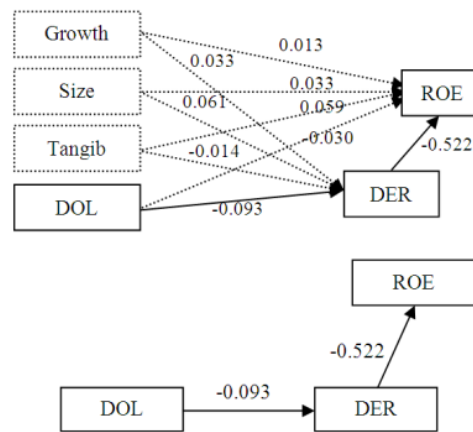 Growth
0.013
0.033
Size
0.033
ROE
0.061
0.059
Tangib
-0.030
-0.014
-0.522
DOL
-0.093
DER
ROE
-0.522
DOL
-0.093
DER